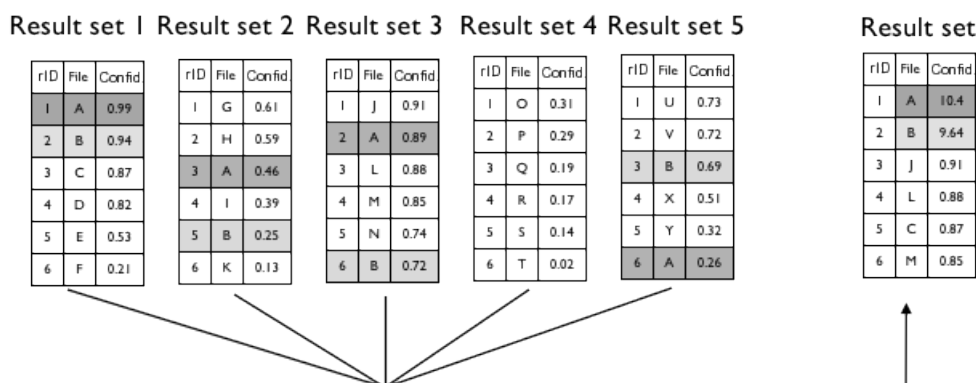 Result set 1 Result set 2 Result set 3 Result set 4 Result set 5 Result set
rID File Confid. rID File Confid. rID File Confid. rID File Confid. rID File Confid. rID File Confid.
1 A 0.99 1 G 0.61 1 J 0.91 1 O 0.31 1 U 0.73 1 A 10.4
2 B 0.94 2 H 0.59 2 A 0.89 2 P 0.29 2 V 0.72 2 B 9.64
3 C 0.87 3 A 0.46 3 L 0.88 3 Q 0.19 3 B 0.69 3 J 0.91
4 D 0.82 4 I 0.39 4 M 0.85 4 R 0.17 4 X 0.51 4 L 0.88
5 E 0.53 5 B 0.25 5 N 0.74 5 S 0.14 5 Y 0.32 5 C 0.87
6 F 0.21 6 K 0.13 6 B 0.72 6 T 0.02 6 A 0.26 6 M 0.85